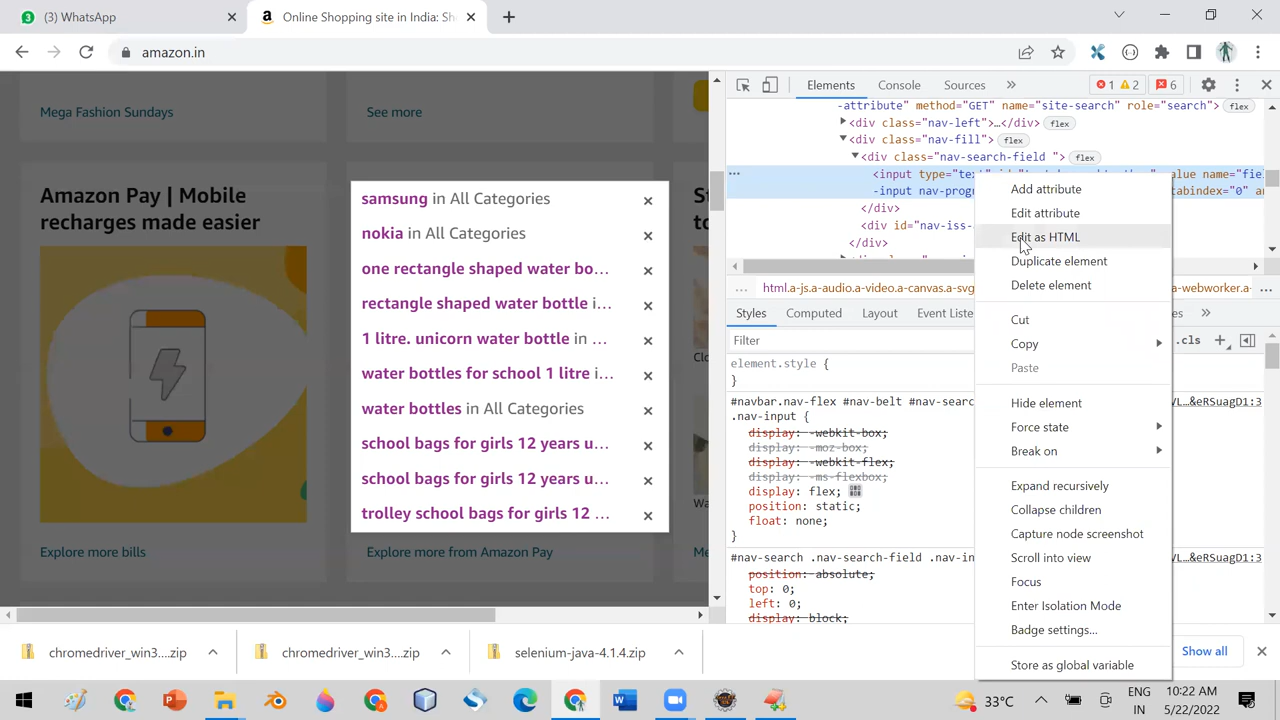 3 (3) WhatsApp
Online Shopping site in India: Sh
amazon.in
Mega Fashion Sundays
See more
Amazon Pay | Mobile
recharges made easier
Explore more bills
Explore more from Amazon Pay
samsung in All Categories
nokia in All Categories
one rectangle shaped water bo...
rectangle shaped water bottle i...
1 litre. unicorn water bottle in ...
water bottles for school 1 litre i...
water bottles in All Categories
school bags for girls 12 years u...
school bags for girls 12 years u...
trolley school bags for girls 12 ...
Elements Console Sources
1 2 6
-attribute" method="GET" name="site-search" role="search"> flex
<div class="nav-left">…</div> flex
<div class="nav-fill"> flex
<div class="nav-search-field "> flex
<input type="text"
value name="fie
-input nav-prog
tabindex="0"
</div>
<div id="nav-iss-
</div>
html.a-js.a-audio.a-video.a-canvas.a-svg
a-webworker.a-
Styles Computed Layout Event Liste
Filter
.cls
element.style {
}
#navbar.nav-flex #nav-belt #nav-searc
.nav-input {
display: -webkit-box;
display: -moz-box;
display: -webkit-flex;
display: -ms-flexbox;
display: flex;
position: static;
float: none;
}
#nav-search .nav-search-field .nav-in
position: absolute;
top: 0;
left: 0;
display: block;
Add attribute
Edit attribute
Edit as HTML
Duplicate element
Delete element
Cut
Copy
Paste
Hide element
Force state
Break on
Expand recursively
Collapse children
Capture node screenshot
Scroll into view
Focus
Enter Isolation Mode
Badge settings...
Store as global variable
chromedriver_win3....zip
chromedriver_win3....zip
selenium-java-4.1.4.zip
Show all
33°C
ENG
IN
10:22 AM
5/22/2022